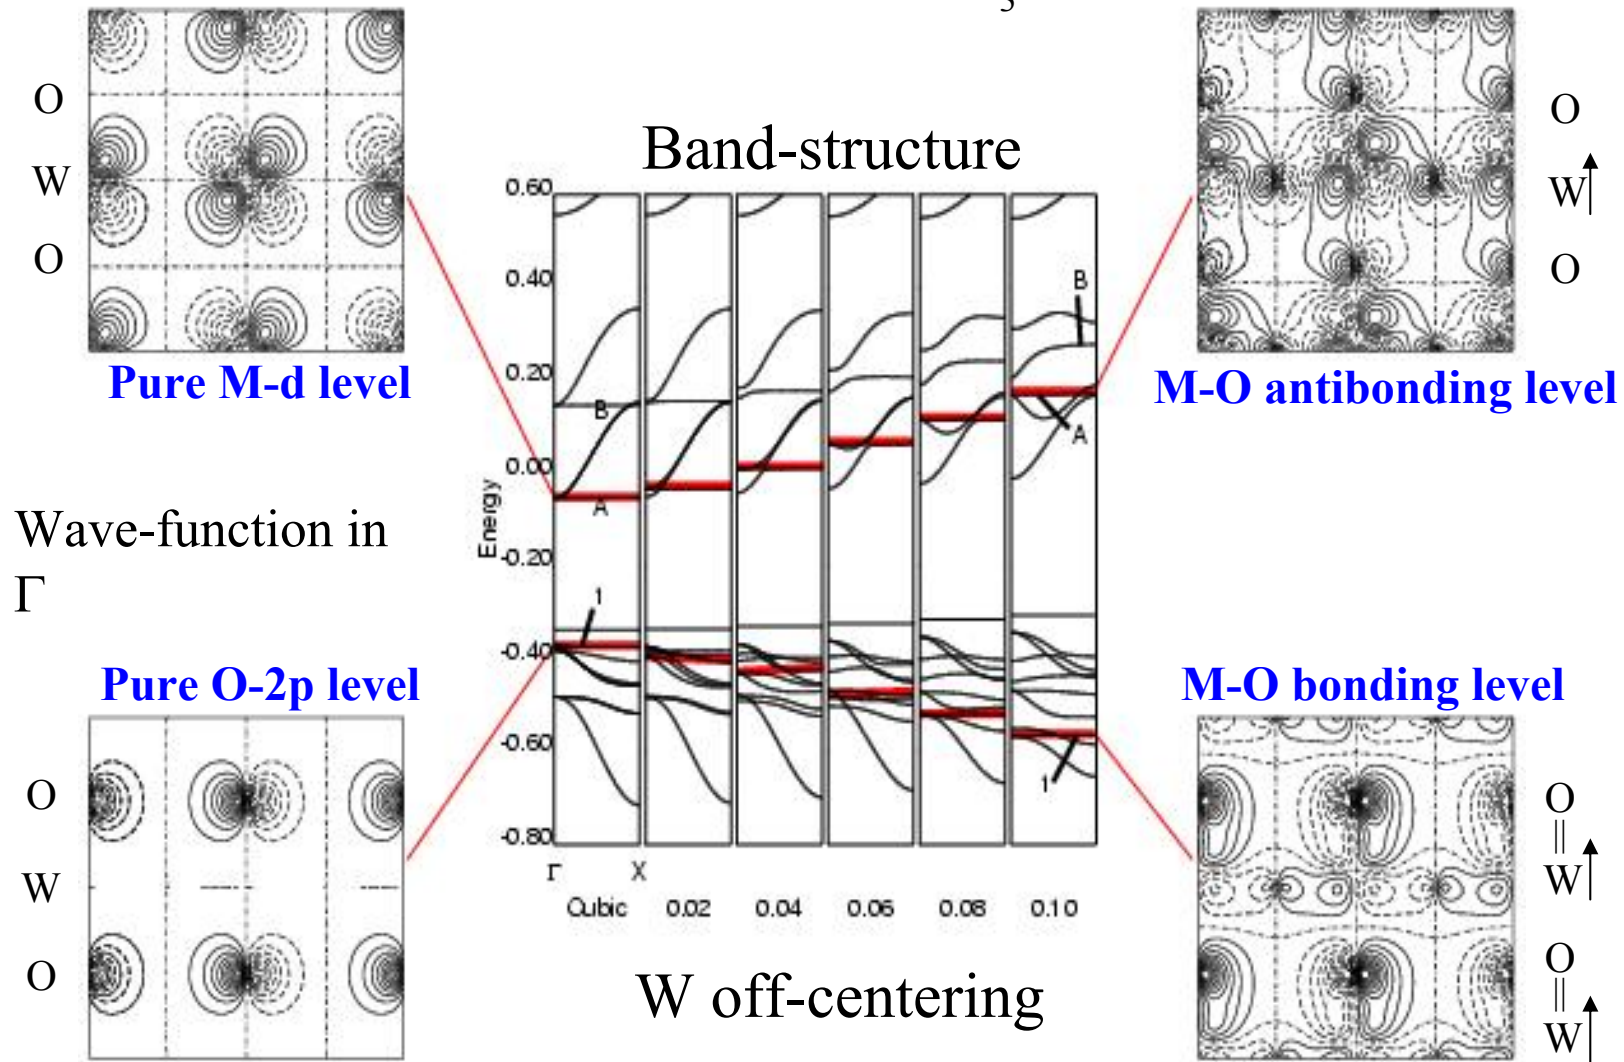 3
O
W
O
Pure M-d level
Band-structure
O
W
O
M-O antibonding level
0.60
0.40
0.20
0.00
-0.20
-0.40
-0.60
-0.80
Energy
B
A
1
B
A
1
Γ X
Cubic 0.02 0.04 0.06 0.08 0.10
Wave-function in
Γ
Pure O-2p level
O
W
O
M-O bonding level
O
||
W
O
||
W
W off-centering